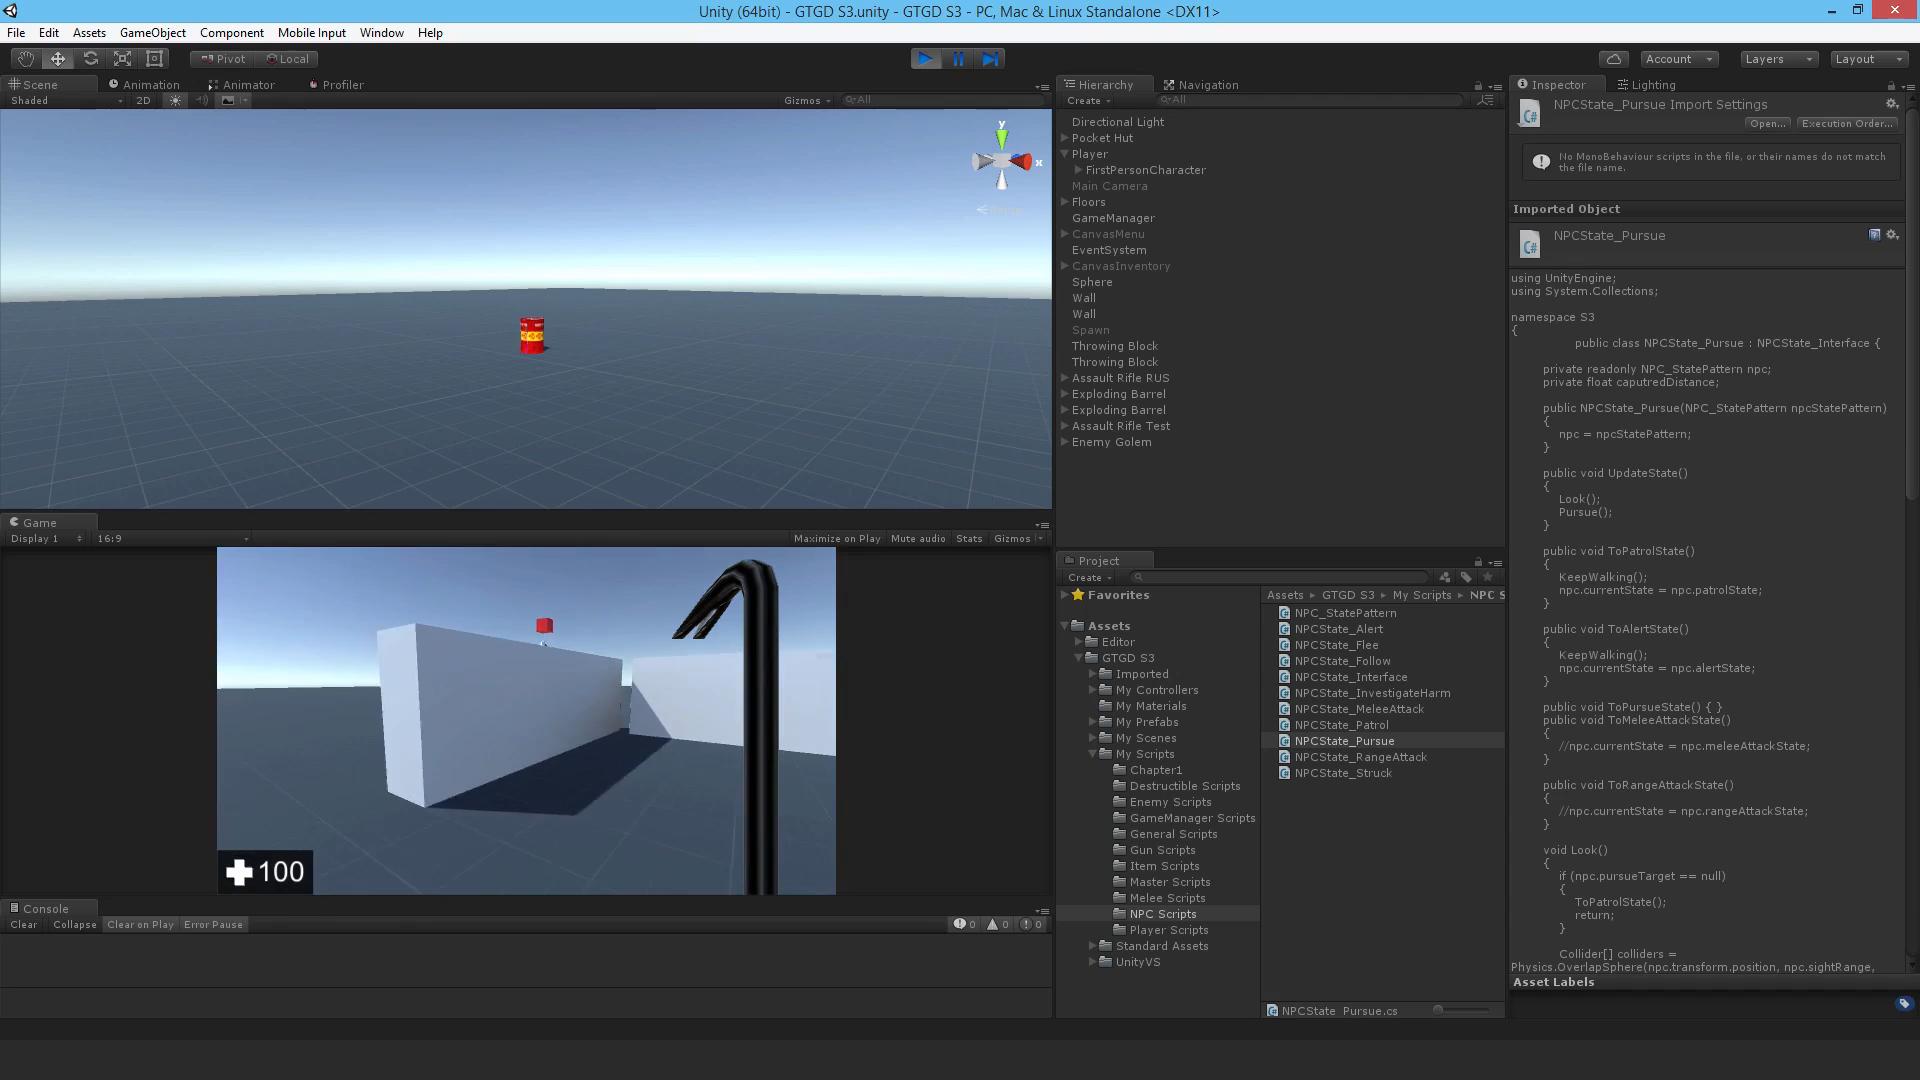 Unity (64bit) - GTGD S3.unity - GTGD S3 - PC, Mac & Linux Standalone <DX11>
File Edit Assets GameObject Component Mobile Input Window Help
Pivot Local Account Layers Layout
Scene Animation Animator Profiler
Shaded 2D Gizmos All
y
x
Game
Display 1 16:9 Maximize on Play Mute audio Stats Gizmos
100
Console
Clear Collapse Clear on Play Error Pause 0 0 0
Hierarchy Navigation
Create All
Directional Light
Pocket Hut
Player
FirstPersonCharacter
Main Camera
Floors
GameManager
CanvasMenu
EventSystem
CanvasInventory
Sphere
Wall
Wall
Spawn
Throwing Block
Throwing Block
Assault Rifle RUS
Exploding Barrel
Exploding Barrel
Assault Rifle Test
Enemy Golem
Project
Create
Favorites
Assets
Editor
GTGD S3
Imported
My Controllers
My Materials
My Prefabs
My Scenes
My Scripts
Chapter1
Destructible Scripts
Enemy Scripts
GameManager Scripts
General Scripts
Gun Scripts
Item Scripts
Master Scripts
Melee Scripts
NPC Scripts
Player Scripts
Standard Assets
UnityVS
Assets GTGD S3 My Scripts NPC S
NPC_StatePattern
NPCState_Alert
NPCState_Flee
NPCState_Follow
NPCState_Interface
NPCState_InvestigateHarm
NPCState_MeleeAttack
NPCState_Patrol
NPCState_Pursue
NPCState_RangeAttack
NPCState_Struck
NPCState_Pursue.cs
Inspector Lighting
NPCState_Pursue Import Settings
Open... Execution Order...
No MonoBehaviour scripts in the file, or their names do not match
the file name.
Imported Object
NPCState_Pursue
using UnityEngine;
using System.Collections;
namespace S3
{
public class NPCState_Pursue : NPCState_Interface {
private readonly NPC_StatePattern npc;
private float caputredDistance;
public NPCState_Pursue(NPC_StatePattern npcStatePattern)
{
npc = npcStatePattern;
}
public void UpdateState()
{
Look();
Pursue();
}
public void ToPatrolState()
{
KeepWalking();
npc.currentState = npc.patrolState;
}
public void ToAlertState()
{
KeepWalking();
npc.currentState = npc.alertState;
}
public void ToPursueState() { }
public void ToMeleeAttackState()
{
//npc.currentState = npc.meleeAttackState;
}
public void ToRangeAttackState()
{
//npc.currentState = npc.rangeAttackState;
}
void Look()
{
if (npc.pursueTarget == null)
{
ToPatrolState();
return;
}
Collider[] colliders =
Physics.OverlapSphere(npc.transform.position, npc.sightRange,
Asset Labels